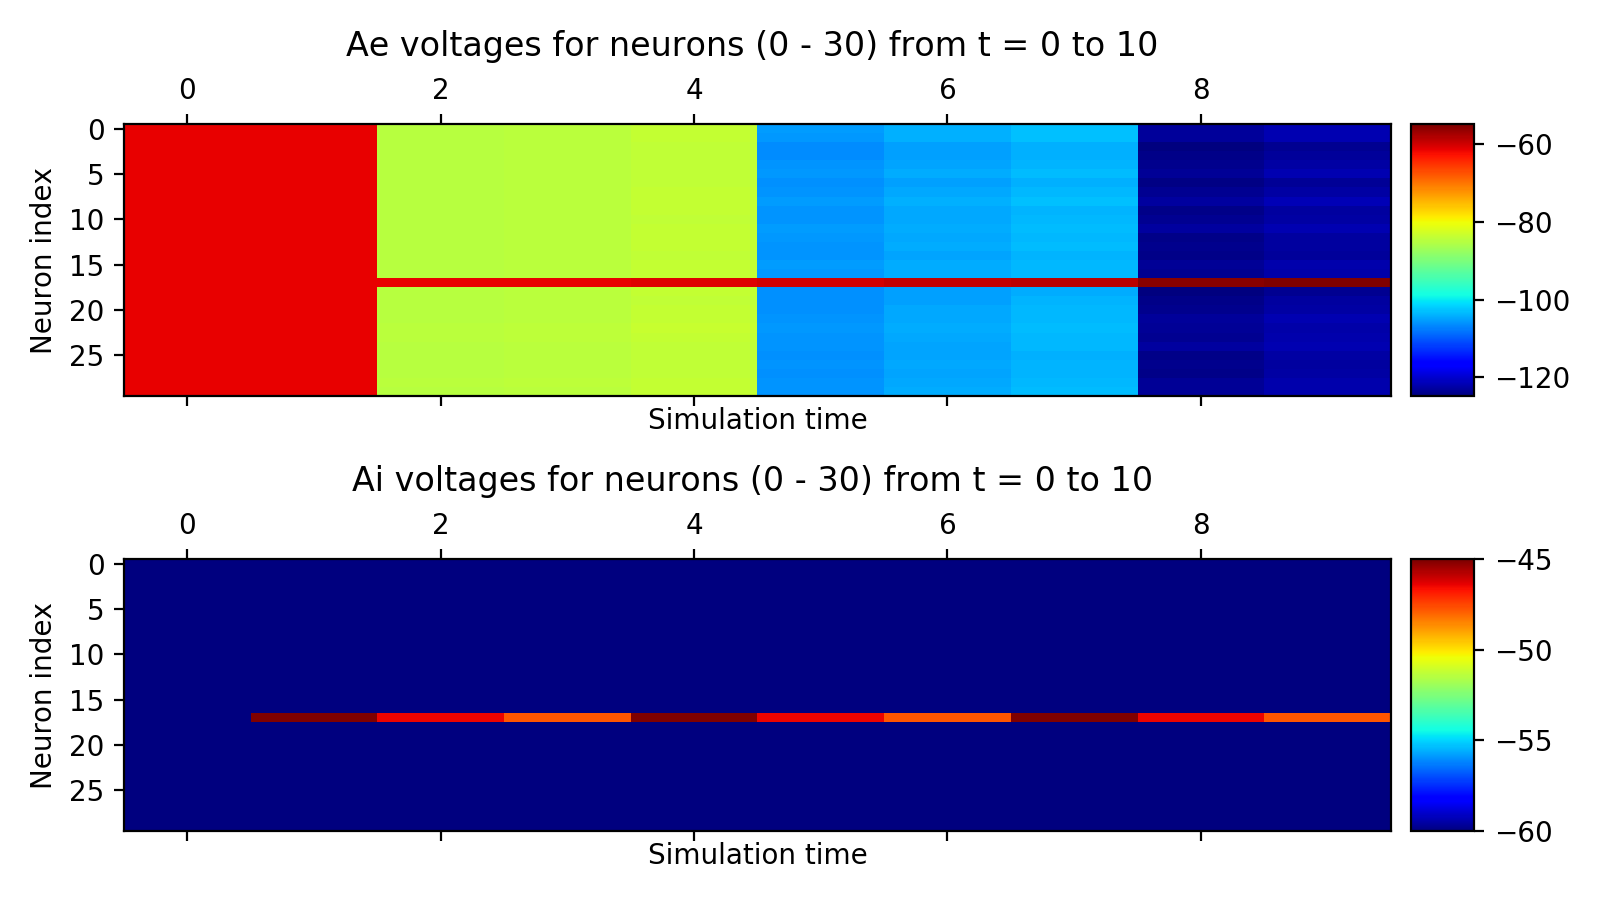 Ae voltages for neurons (0 - 30) from t = 0 to 10
0 2 4 6 8
Neuron index
0
5
10
15
20
25
−60
−80
−100
−120
Simulation time
Ai voltages for neurons (0 - 30) from t = 0 to 10
0 2 4 6 8
Neuron index
0
5
10
15
20
25
−45
−50
−55
−60
Simulation time